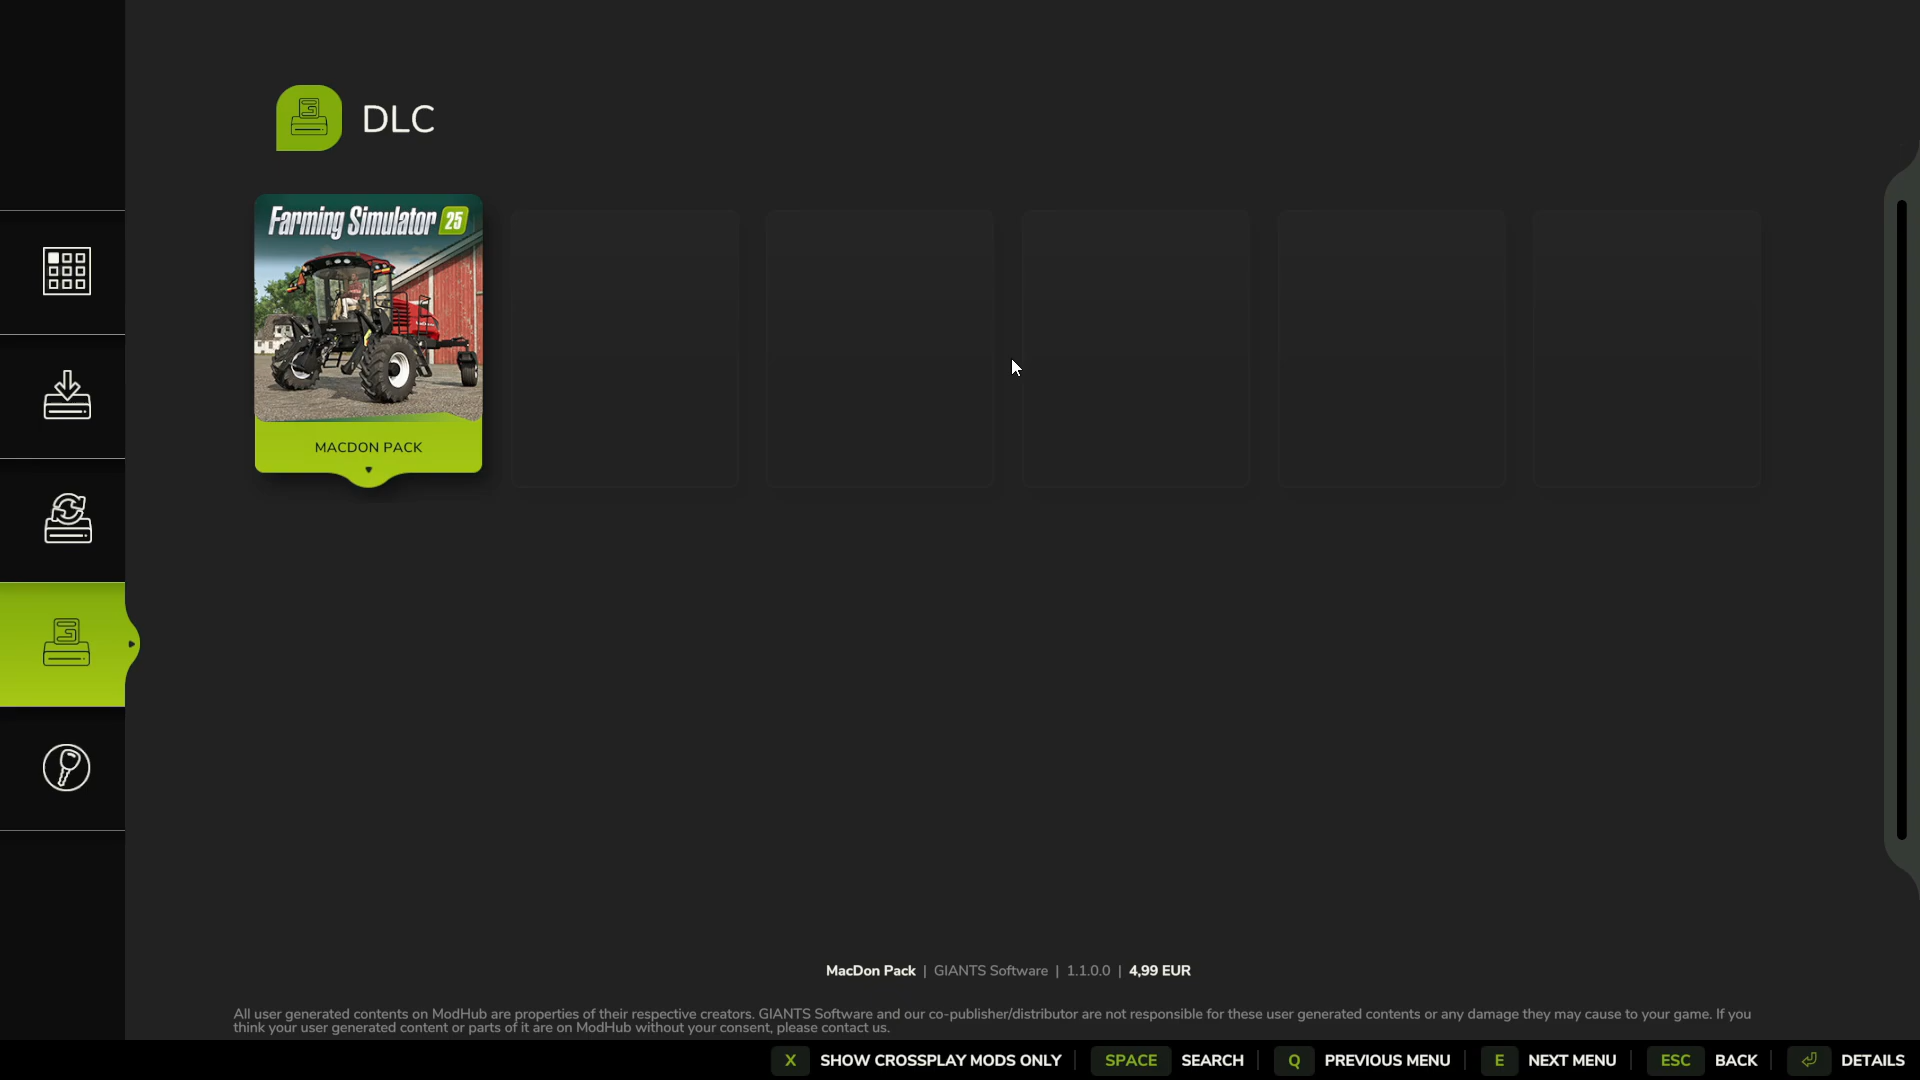 DLC
Farming Simulator 25
MACDON PACK
MacDon Pack | GIANTS Software | 1.1.0.0 | 4,99 EUR
All user generated contents on ModHub are properties of their respective creators. GIANTS Software and our co-publisher/distributor are not responsible for these user generated contents or any damage they may cause to your game. If you
think your user generated content or parts of it are on ModHub without your consent, please contact us.
X SHOW CROSSPLAY MODS ONLY | SPACE SEARCH | Q PREVIOUS MENU | E NEXT MENU | ESC BACK | DETAILS